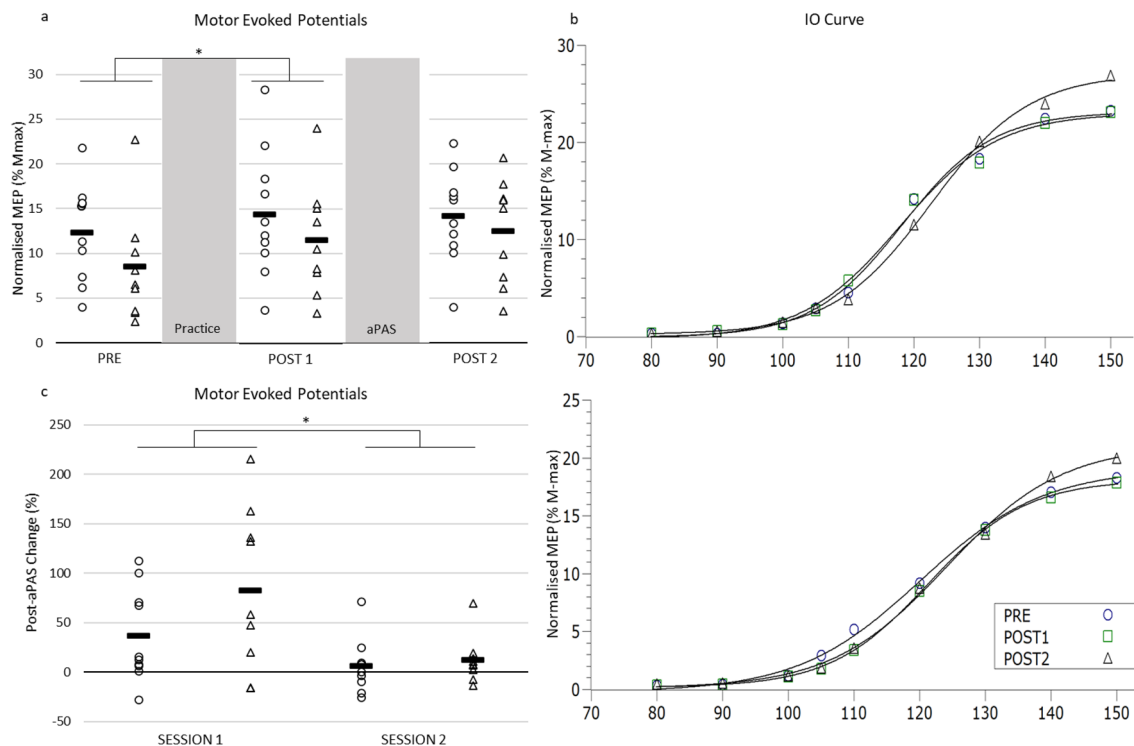 a
Motor Evoked Potentials
*
Normalised MEP (% Mmax)
30
25
20
15
10
5
0
Practice
aPAS
PRE
POST 1
POST 2
b
IO Curve
Normalised MEP (% M-max)
30
20
10
0
70 80 90 100 110 120 130 140 150
c
Motor Evoked Potentials
*
Post-aPAS Change (%)
250
200
150
100
50
0
-50
SESSION 1
SESSION 2
Normalised MEP (% M-max)
25
20
15
10
5
0
PRE
POST1
POST2
70 80 90 100 110 120 130 140 150